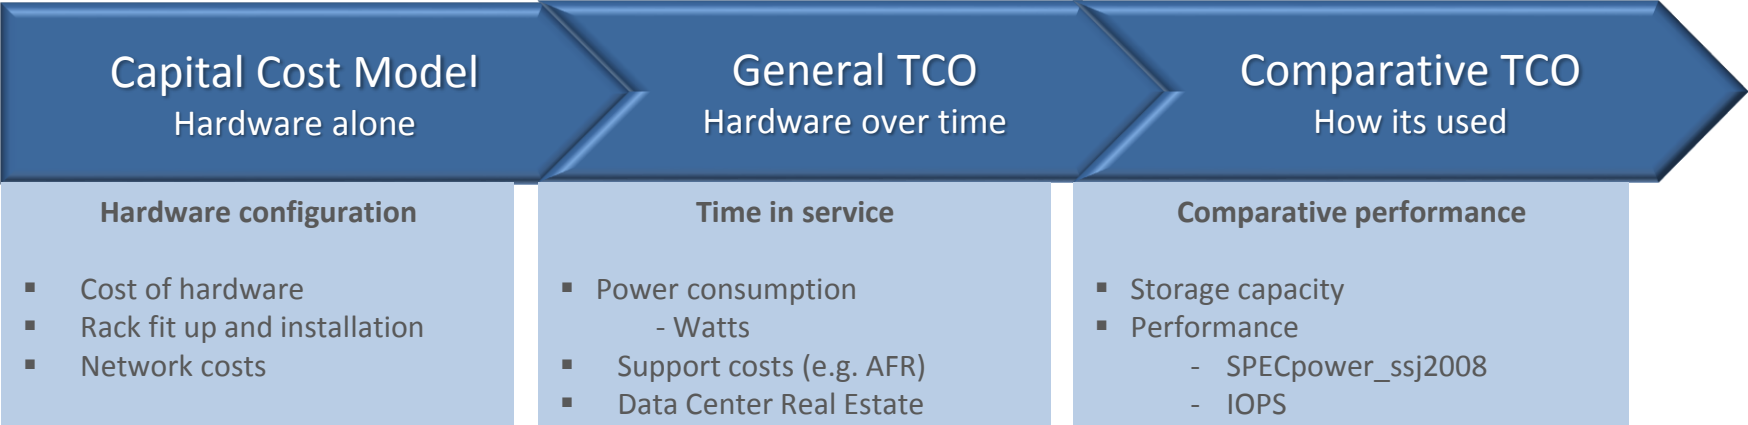 Capital Cost Model
Hardware alone
Hardware configuration
▪ Cost of hardware
▪ Rack fit up and installation
▪ Network costs
General TCO
Hardware over time
Time in service
▪ Power consumption
- Watts
▪ Support costs (e.g. AFR)
▪ Data Center Real Estate
Comparative TCO
How its used
Comparative performance
▪ Storage capacity
▪ Performance
- SPECpower_ssj2008
- IOPS